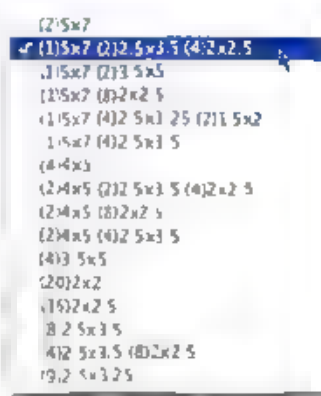 (2)5x7
(1)5x7 (2)2.5x3.5 (4)2x2.5
(1)5x7 (2)3.5x5
(1)5x7 (8)2x2.5
(1)5x7 (4)2.5x3.25 (2)1.5x2
(1)5x7 (4)2.5x3.5
(4)4x5
(2)4x5 (2)2.5x3.5 (4)2x2.5
(2)4x5 (8)2x2.5
(2)4x5 (4)2.5x3.5
(4)3.5x5
(20)2x2
(16)2x2.5
(8)2.5x3.5
(4)2.5x3.5 (8)2x2.5
(9)2.5x3.25